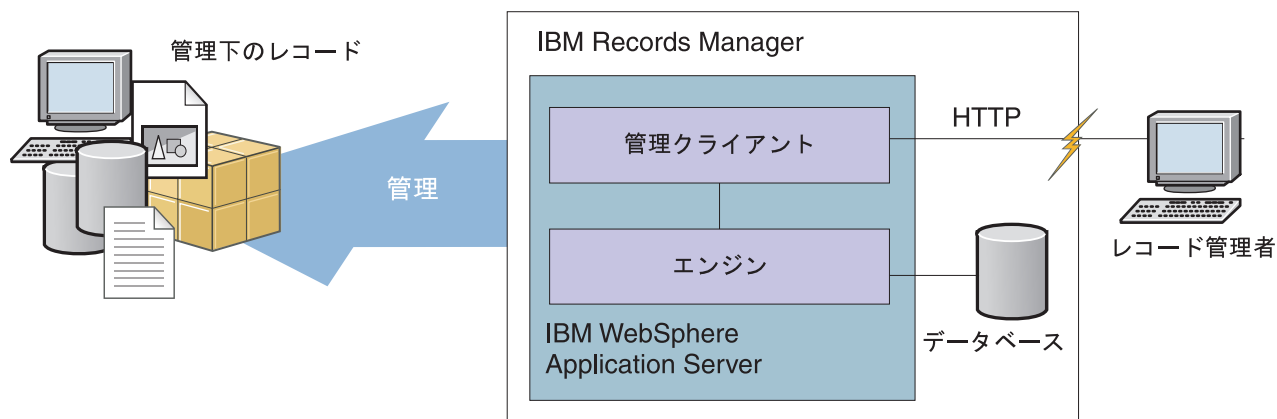 管理下のレコード
管理
IBM Records Manager
管理クライアント
エンジン
IBM WebSphere
Application Server
HTTP
データベース
レコード管理者